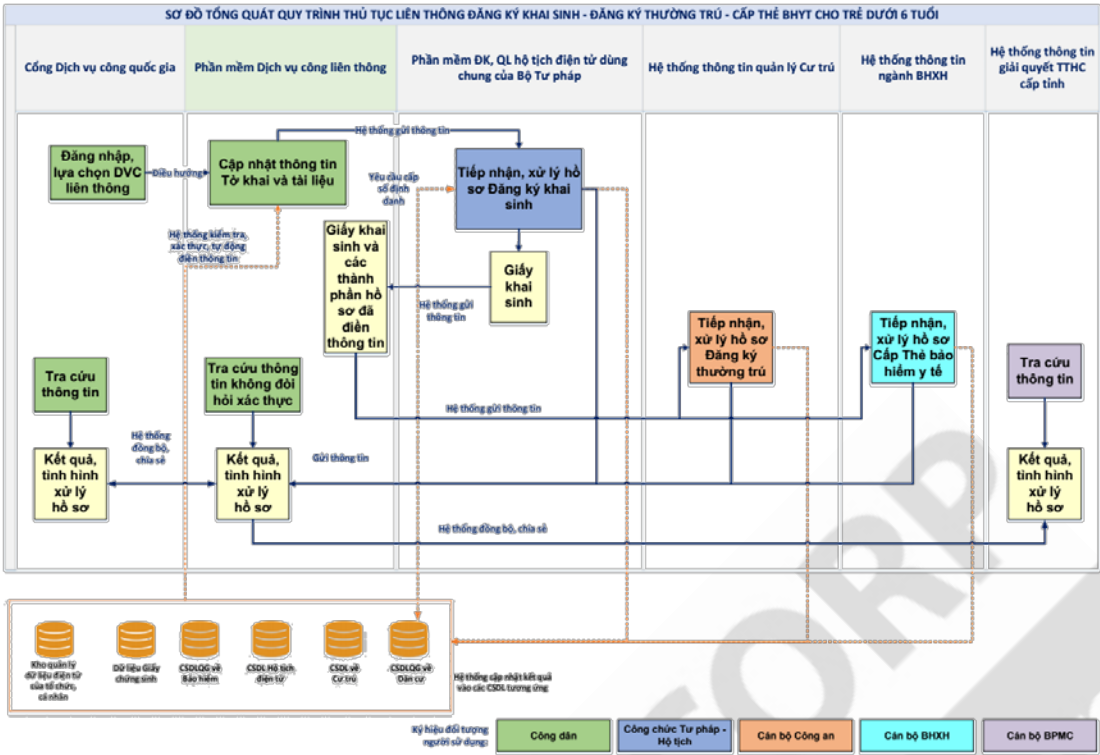 SƠ ĐỒ TỔNG QUÁT QUY TRÌNH THỦ TỤC LIÊN THÔNG ĐĂNG KÝ KHAI SINH - ĐĂNG KÝ THƯỜNG TRÚ - CẤP THẺ BHYT CHO TRẺ DƯỚI 6 TUỔI
Cổng Dịch vụ công quốc gia
Phần mềm Dịch vụ công liên thông
Phần mềm ĐK, QL hộ tịch điện tử dùng
chung của Bộ Tư pháp
Hệ thống thông tin quản lý Cư trú
Hệ thống thông tin
ngành BHXH
Hệ thống thông tin
giải quyết TTHC
cấp tỉnh
Đăng nhập,
lựa chọn DVC
liên thông
Điều hướng
Cập nhật thông tin
Tờ khai và tài liệu
Hệ thống gửi thông tin
Yêu cầu cấp
số định
danh
Tiếp nhận, xử lý hồ
sơ Đăng ký khai
sinh
Hệ thống kiểm tra,
xác thực, tự động
điền thông tin
Giấy khai
sinh và
các
thành
phần hồ
sơ đã
điền
thông tin
Giấy
khai
sinh
Hệ thống gửi
thông tin
Tiếp nhận,
xử lý hồ sơ
Đăng ký
thường trú
Tiếp nhận,
xử lý hồ sơ
Cấp Thẻ bảo
hiểm y tế
Tra cứu
thông tin
Tra cứu thông
tin không đòi
hỏi xác thực
Tra cứu
thông tin
Hệ thống gửi thông tin
Hệ thống
đồng bộ,
chia sẻ
Gửi thông tin
Kết quả,
tình hình
xử lý
hồ sơ
Kết quả,
tình hình
xử lý
hồ sơ
Kết quả,
tình hình
xử lý
hồ sơ
Hệ thống đồng bộ, chia sẻ
Kho quản lý
dữ liệu điện tử
của tổ chức,
cá nhân
Dữ liệu Giấy
chứng sinh
CSDLQG về
Bảo hiểm
CSDL Hộ tịch
điện tử
CSDL về
Cư trú
CSDLQG về
Dân cư
Hệ thống cập nhật kết quả
vào các CSDL tương ứng
CORP
Ký hiệu đối tượng
người sử dụng:
Công dân
Công chức Tư pháp -
Hộ tịch
Cán bộ Công an
Cán bộ BHXH
Cán bộ BPMC